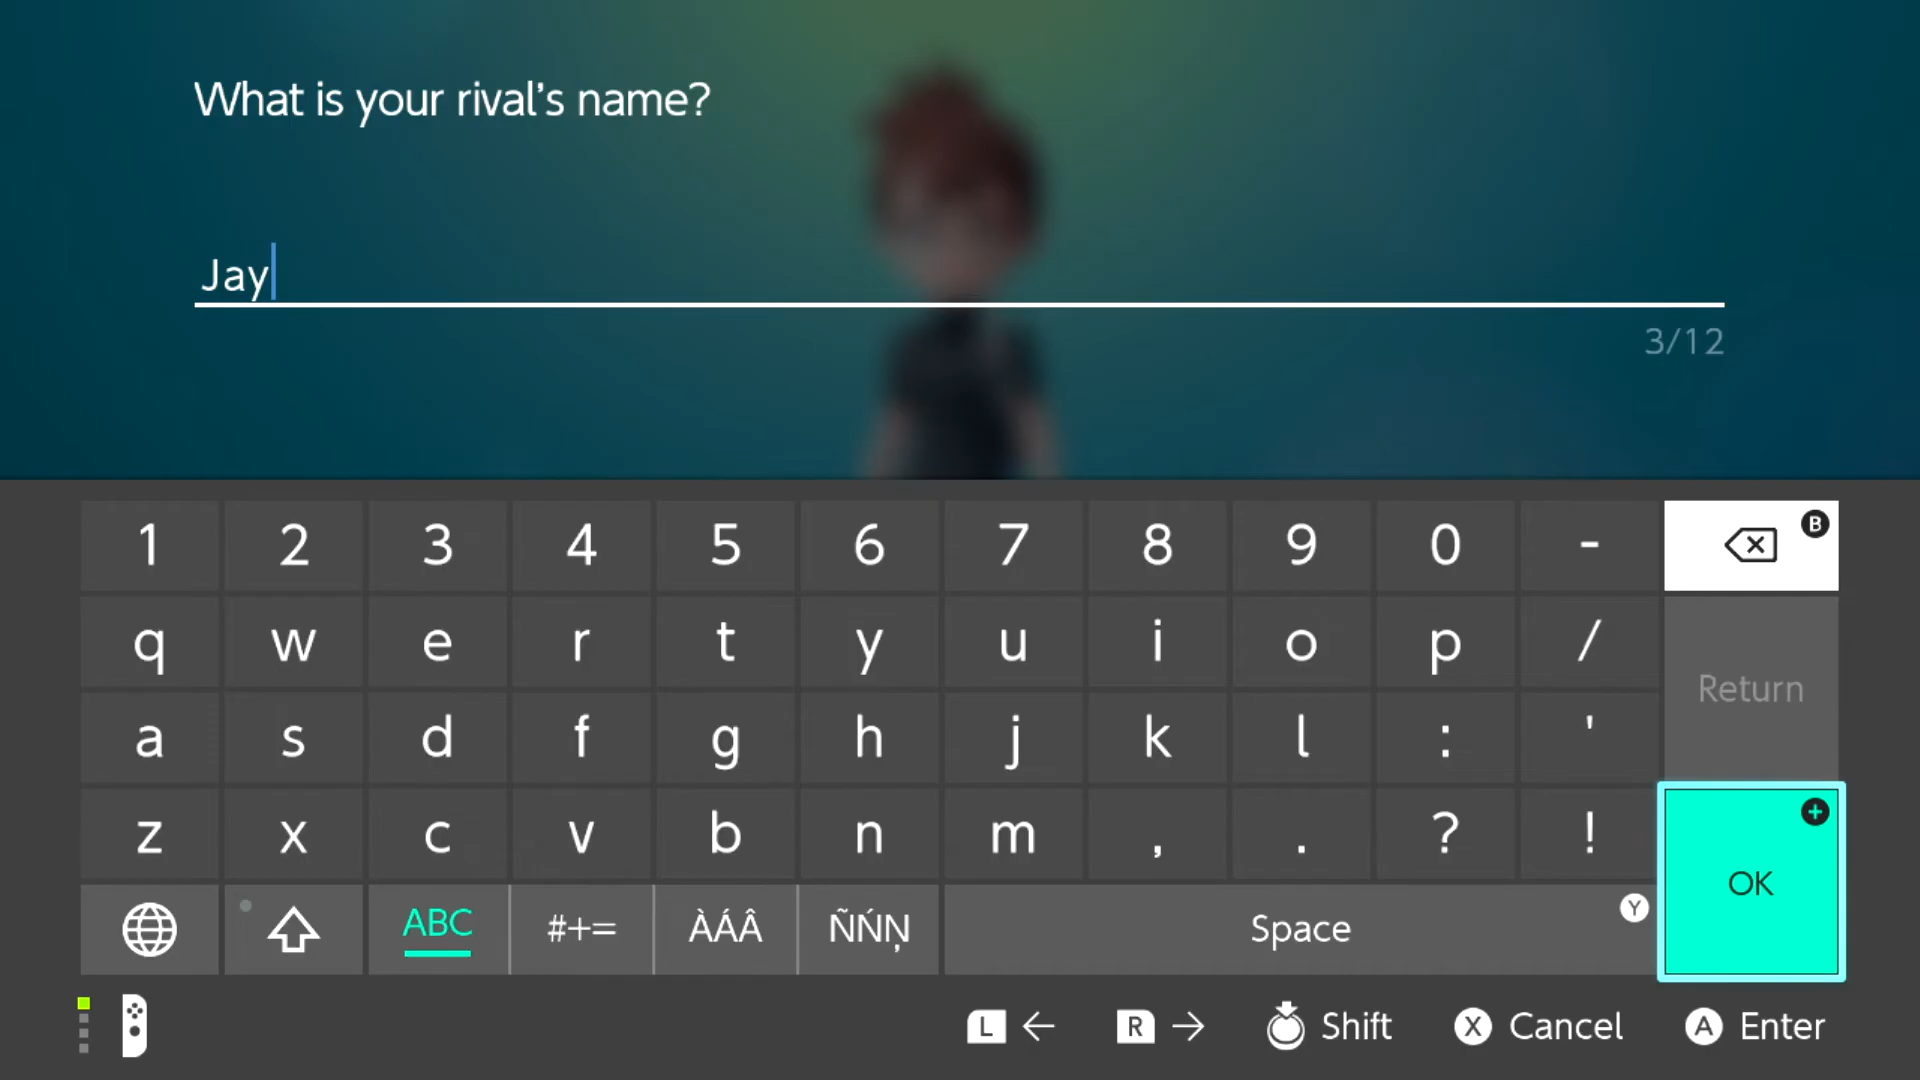 What is your rival's name?
Jay
3/12
1 2 3 4 5 6 7 8 9 0 - B
q w e r t y u i o p /
Return
a s d f g h j k l : '
z x c v b n m , . ? ! +
OK
ABC #+= ÀÁÂ ÑŃŅ Space Y
L ← R → Shift X Cancel A Enter